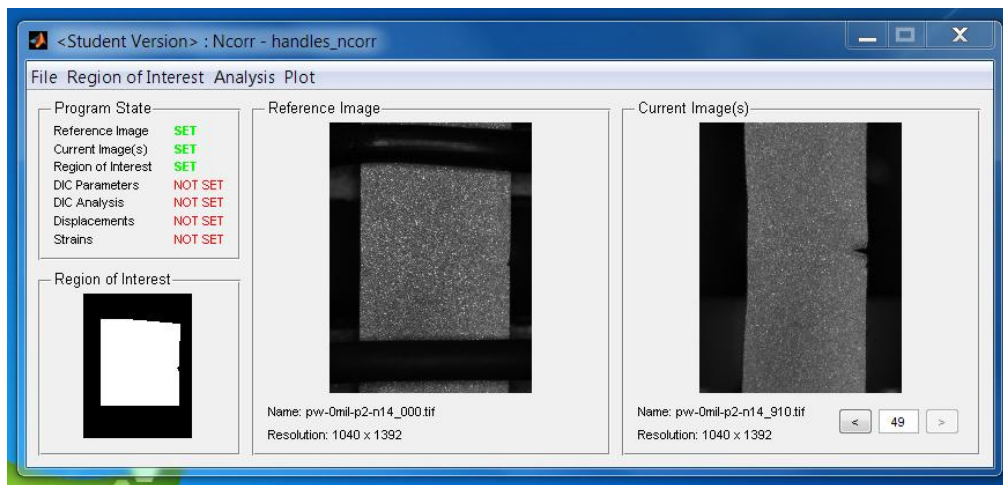 <Student Version> : Ncorr - handles_ncorr
File Region of Interest Analysis Plot
Program State
Reference Image SET
Current Image(s) SET
Region of Interest SET
DIC Parameters NOT SET
DIC Analysis NOT SET
Displacements NOT SET
Strains NOT SET
Region of Interest
Reference Image
Name: pw-0mil-p2-n14_000.tif
Resolution: 1040 x 1392
Current Image(s)
Name: pw-0mil-p2-n14_910.tif
Resolution: 1040 x 1392
< 49 >